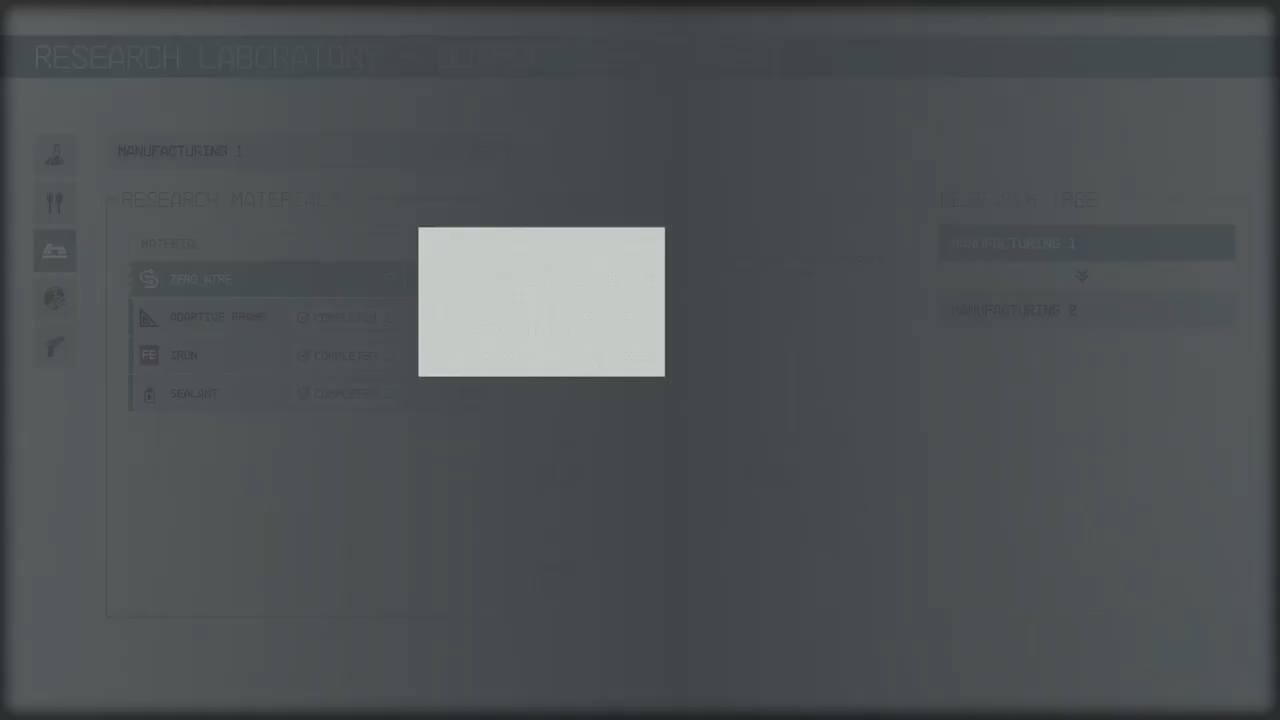 RESEARCH LABORATORY
MANUFACTURING 1
RESEARCH MATERIALS
RESEARCH TREE
MATERIAL
MANUFACTURING 1
ZERO WIRE
ADAPTIVE FRAME COMPLETED
MANUFACTURING 2
FE IRON COMPLETED
SEALANT COMPLETED